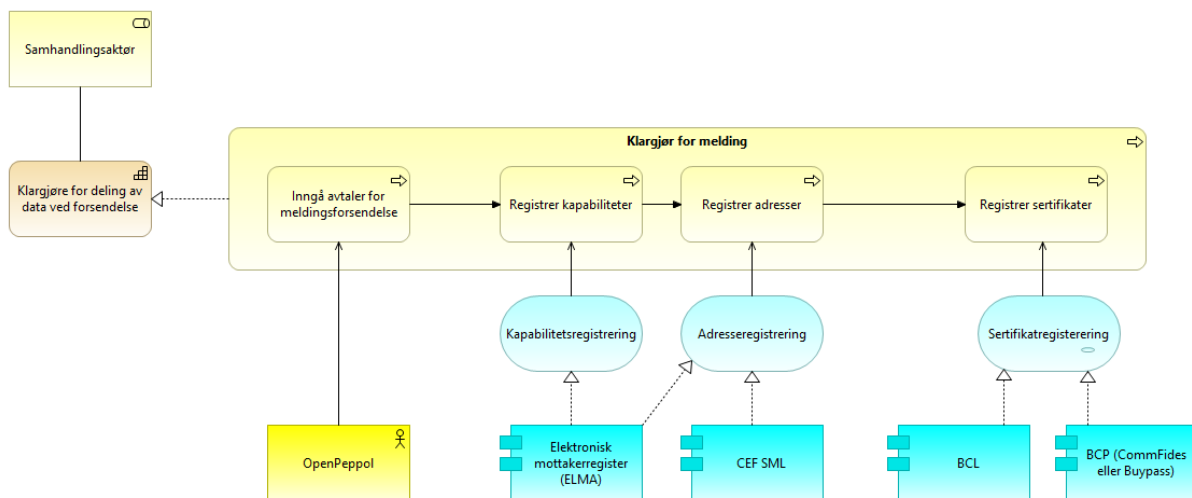 Samhandlingsaktør
Klargjør for melding
Klargjøre for deling av
data ved forsendelse
Inngå avtaler for
meldingsforsendelse
Registrer kapabiliteter
Registrer adresser
Registrer sertifikater
Kapabilitetsregistrering
Adresseregistrering
Sertifikatregisterering
OpenPeppol
Elektronisk
mottakerregister
(ELMA)
CEF SML
BCL
BCP (CommFides
eller Buypass)